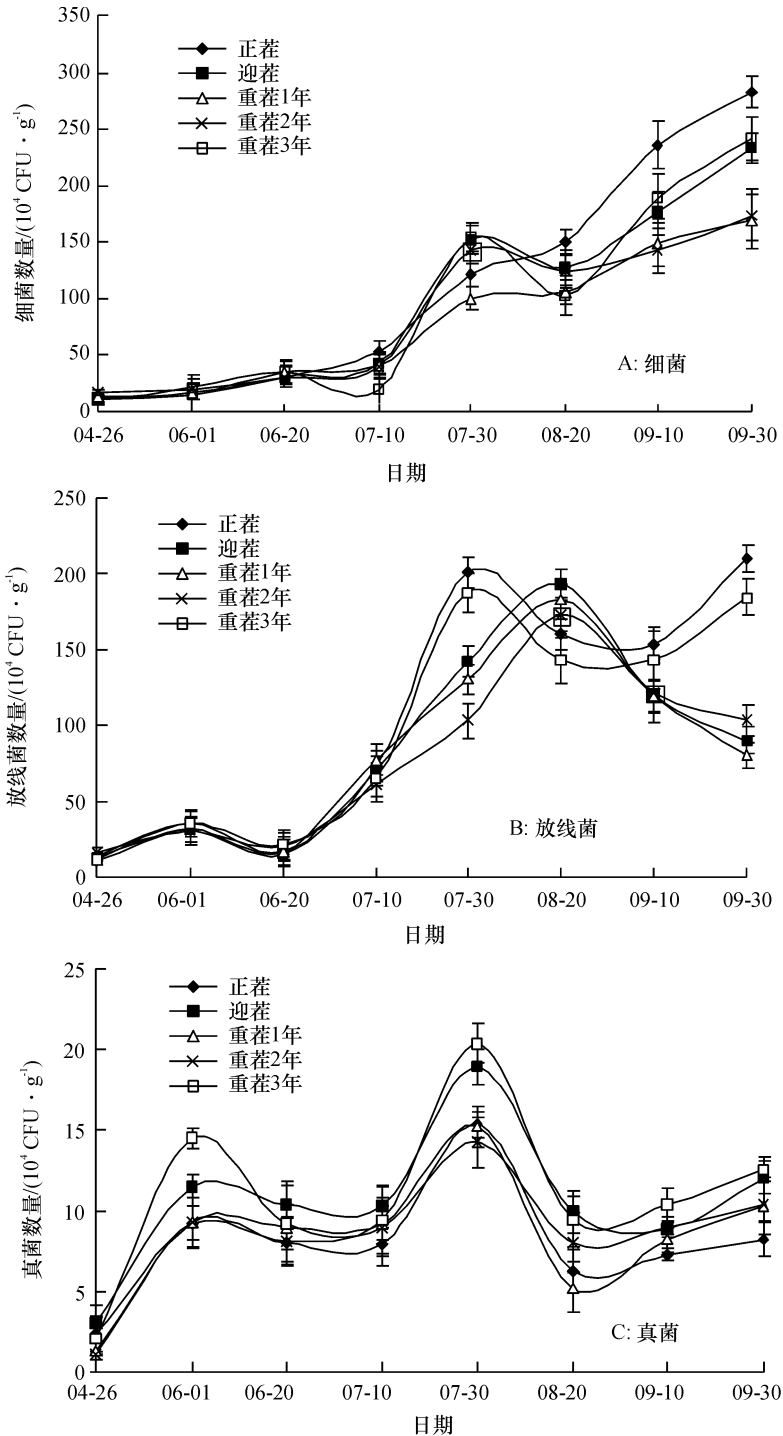 350
300
250
200
150
100
50
0
细菌数量/(10⁴ CFU·g⁻¹)
正茬
迎茬
重茬1年
重茬2年
重茬3年
A: 细菌
04-26 06-01 06-20 07-10 07-30 08-20 09-10 09-30
日期
250
200
150
100
50
0
放线菌数量/(10⁴ CFU·g⁻¹)
正茬
迎茬
重茬1年
重茬2年
重茬3年
B: 放线菌
04-26 06-01 06-20 07-10 07-30 08-20 09-10 09-30
日期
25
20
15
10
5
0
真菌数量/(10⁴ CFU·g⁻¹)
正茬
迎茬
重茬1年
重茬2年
重茬3年
C: 真菌
04-26 06-01 06-20 07-10 07-30 08-20 09-10 09-30
日期